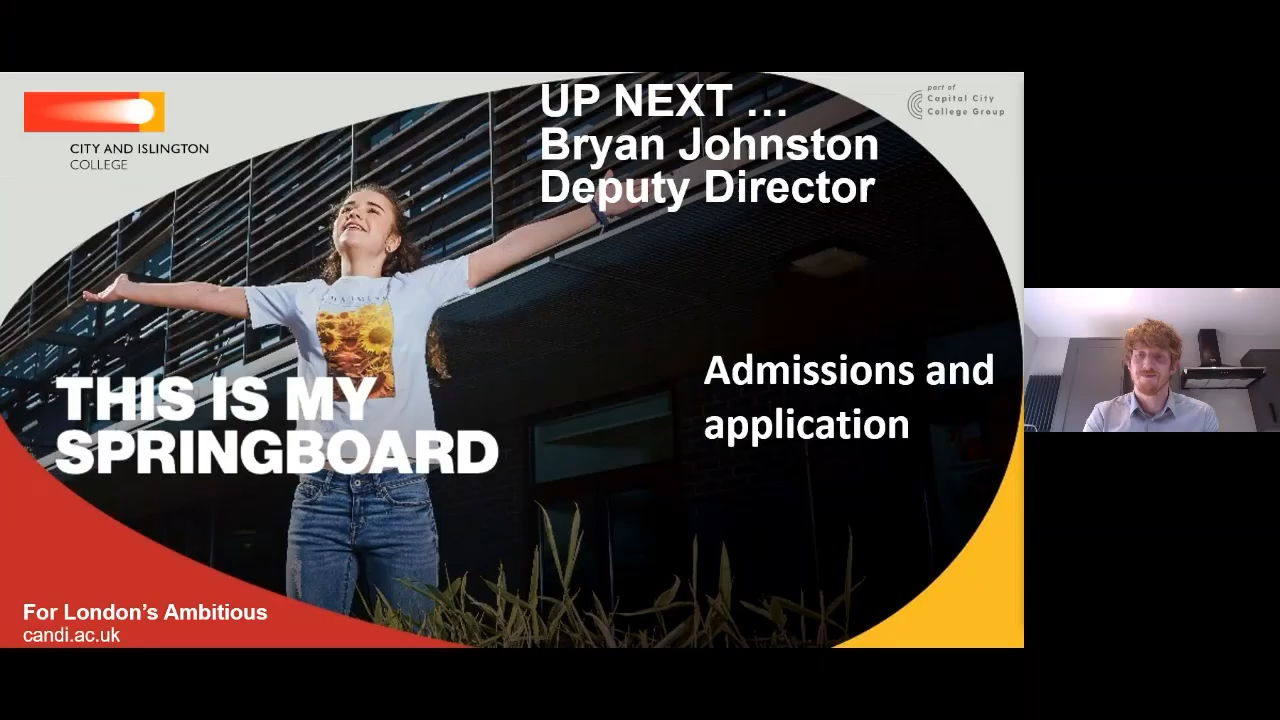 UP NEXT ...
Bryan Johnston
Deputy Director
part of
Capital City
College Group
CITY AND ISLINGTON
COLLEGE
Admissions and
application
THIS IS MY
SPRINGBOARD
For London's Ambitious
candi.ac.uk